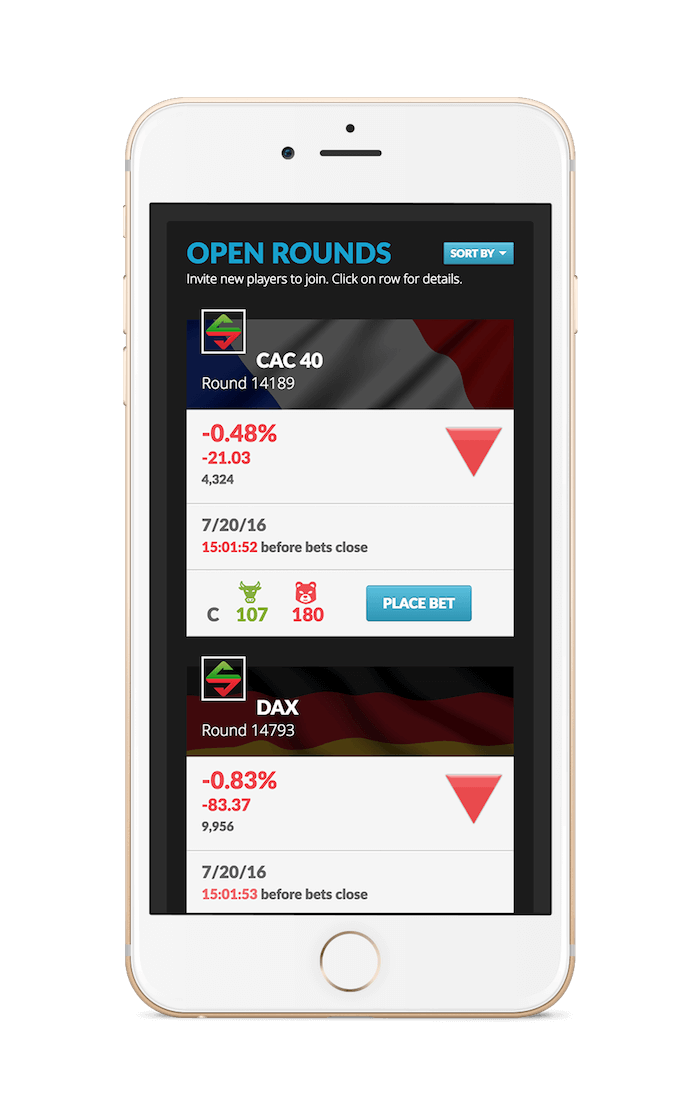 OPEN ROUNDS
SORT BY
Invite new players to join. Click on row for details.
CAC 40
Round 14189
-0.48%
-21.03
4,324
7/20/16
15:01:52 before bets close
C 107 180
PLACE BET
DAX
Round 14793
-0.83%
-83.37
9,956
7/20/16
15:01:53 before bets close